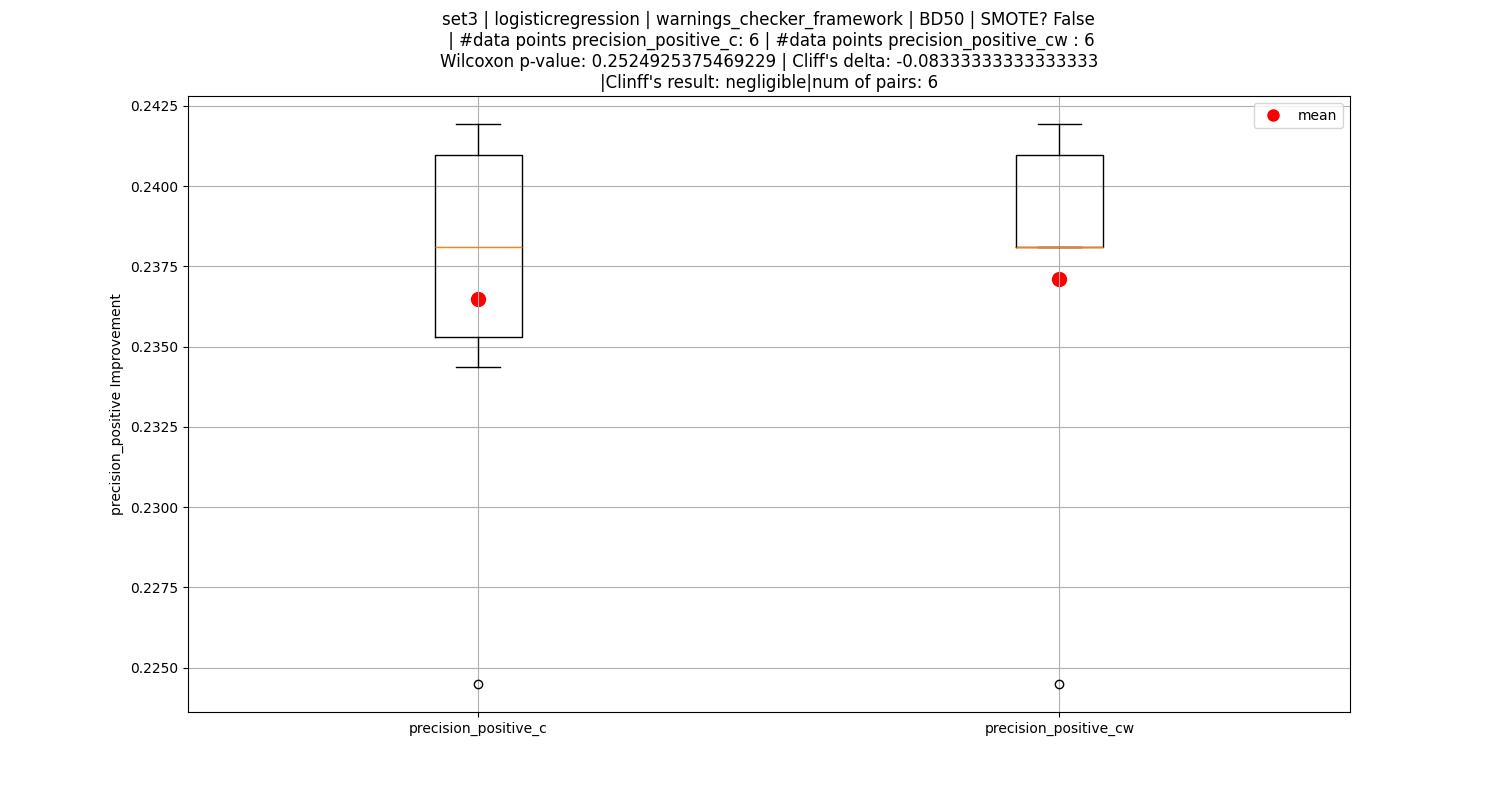 set3 | logisticregression | warnings_checker_framework | BD50 | SMOTE? False
| #data points precision_positive_c: 6 | #data points precision_positive_cw : 6
Wilcoxon p-value: 0.2524925375469229 | Cliff's delta: -0.08333333333333333
|Clinff's result: negligible|num of pairs: 6
mean
precision_positive Improvement
0.2425
0.2400
0.2375
0.2350
0.2325
0.2300
0.2275
0.2250
precision_positive_c
precision_positive_cw